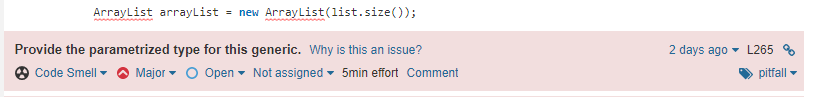 ArrayList arrayList = new ArrayList(list.size());
Provide the parametrized type for this generic. Why is this an issue? 2 days ago L265
Code Smell Major Open Not assigned 5min effort Comment pitfall